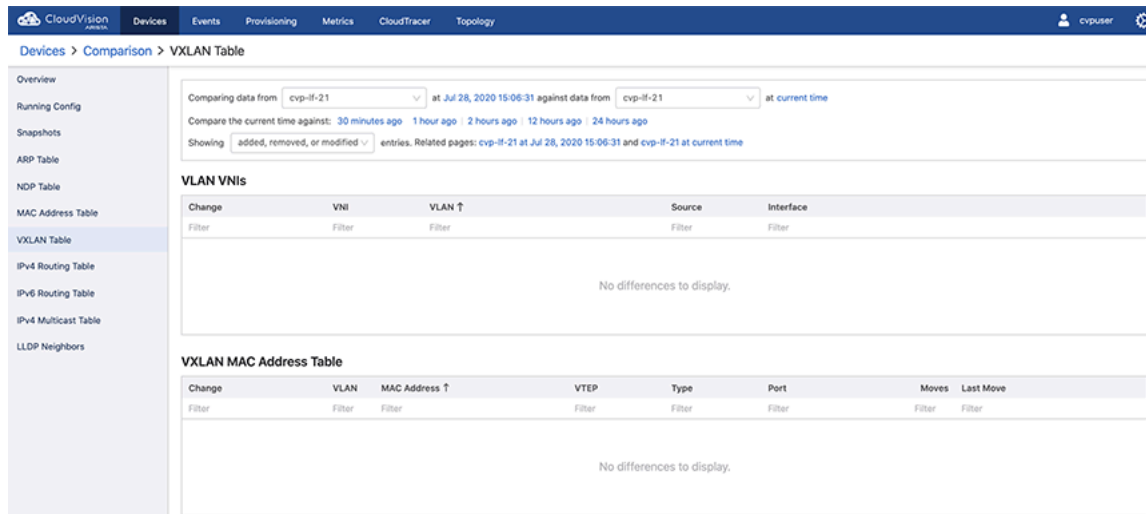 CloudVision
ARISTA
Devices
Events
Provisioning
Metrics
CloudTracer
Topology
cvpuser
Devices > Comparison > VXLAN Table
Overview
Running Config
Snapshots
ARP Table
NDP Table
MAC Address Table
VXLAN Table
IPv4 Routing Table
IPv6 Routing Table
IPv4 Multicast Table
LLDP Neighbors
Comparing data from cvp-lf-21 at Jul 28, 2020 15:06:31 against data from cvp-lf-21 at current time
Compare the current time against: 30 minutes ago | 1 hour ago | 2 hours ago | 12 hours ago | 24 hours ago
Showing added, removed, or modified entries. Related pages: cvp-lf-21 at Jul 28, 2020 15:06:31 and cvp-lf-21 at current time
VLAN VNIs
Change VNI VLAN ↑ Source Interface
Filter Filter Filter Filter Filter
No differences to display.
VXLAN MAC Address Table
Change VLAN MAC Address ↑ VTEP Type Port Moves Last Move
Filter Filter Filter Filter Filter Filter Filter Filter
No differences to display.